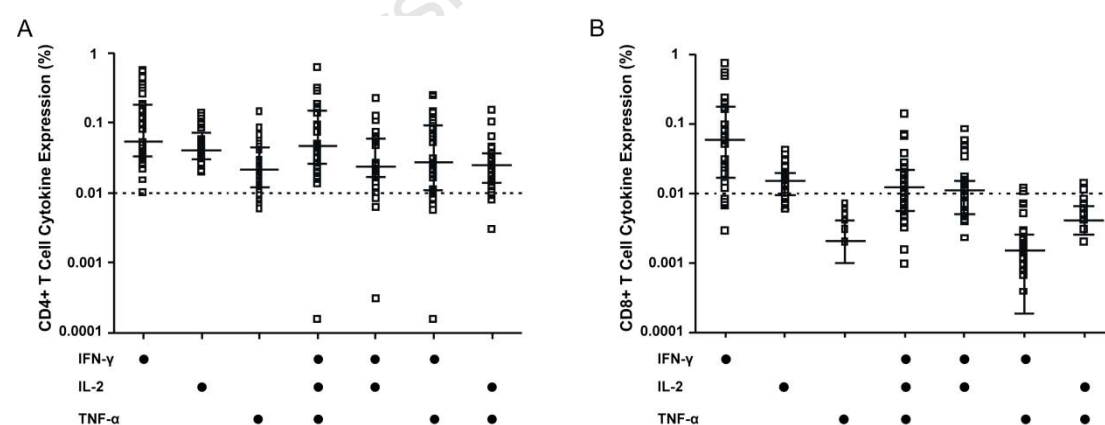 A
CD4+ T Cell Cytokine Expression (%)
1
0.1
0.01
0.001
0.0001
IFN-γ
IL-2
TNF-α
B
CD8+ T Cell Cytokine Expression (%)
1
0.1
0.01
0.001
0.0001
IFN-γ
IL-2
TNF-α